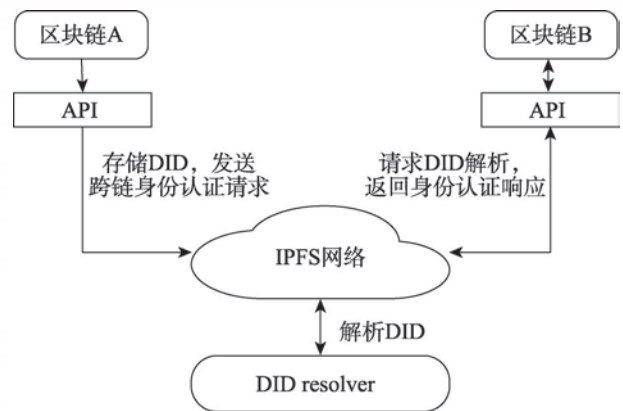 区块链A
区块链B
API
API
存储DID，发送
跨链身份认证请求
请求DID解析，
返回身份认证响应
IPFS网络
解析DID
DID resolver